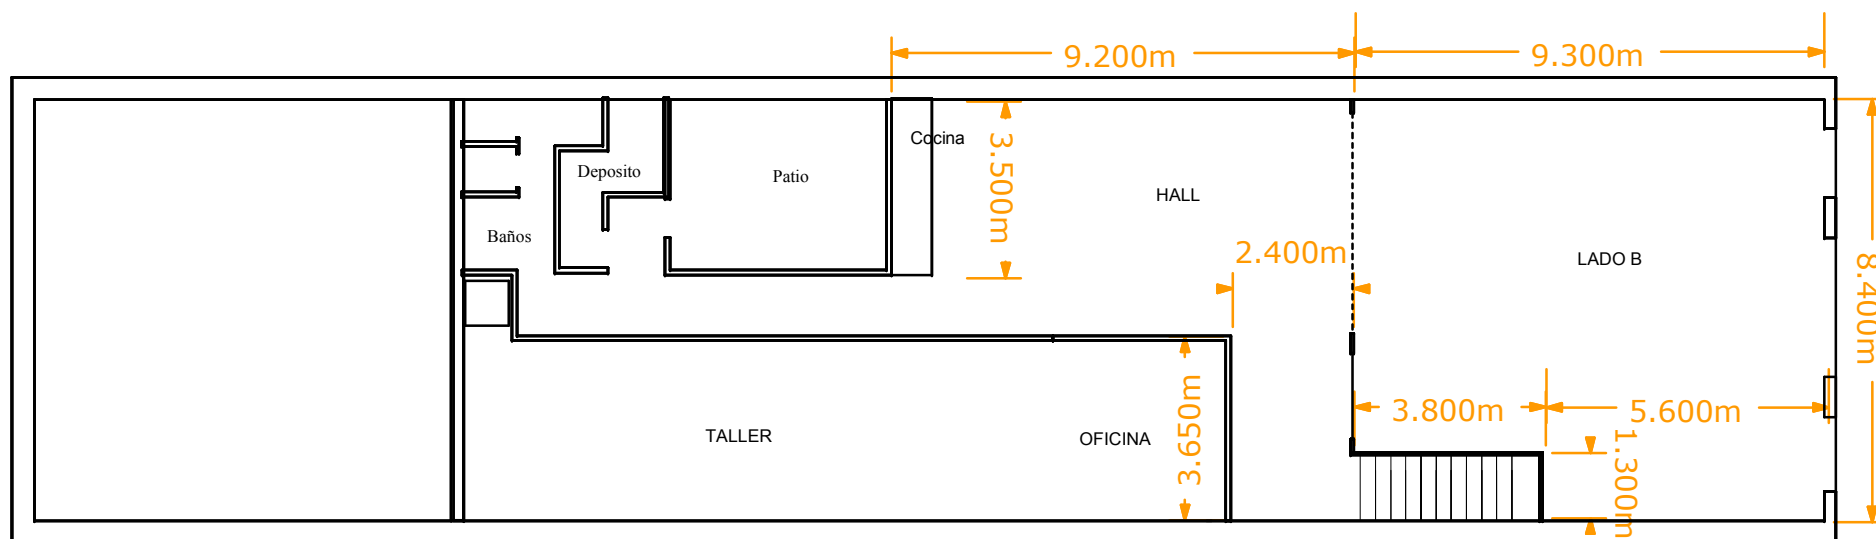 9.200m
9.300m
Cocina
3.500m
Deposito
Patio
HALL
Baños
2.400m
LADO B
8.400m
3.800m
5.600m
3.650m
TALLER
OFICINA
1.300m